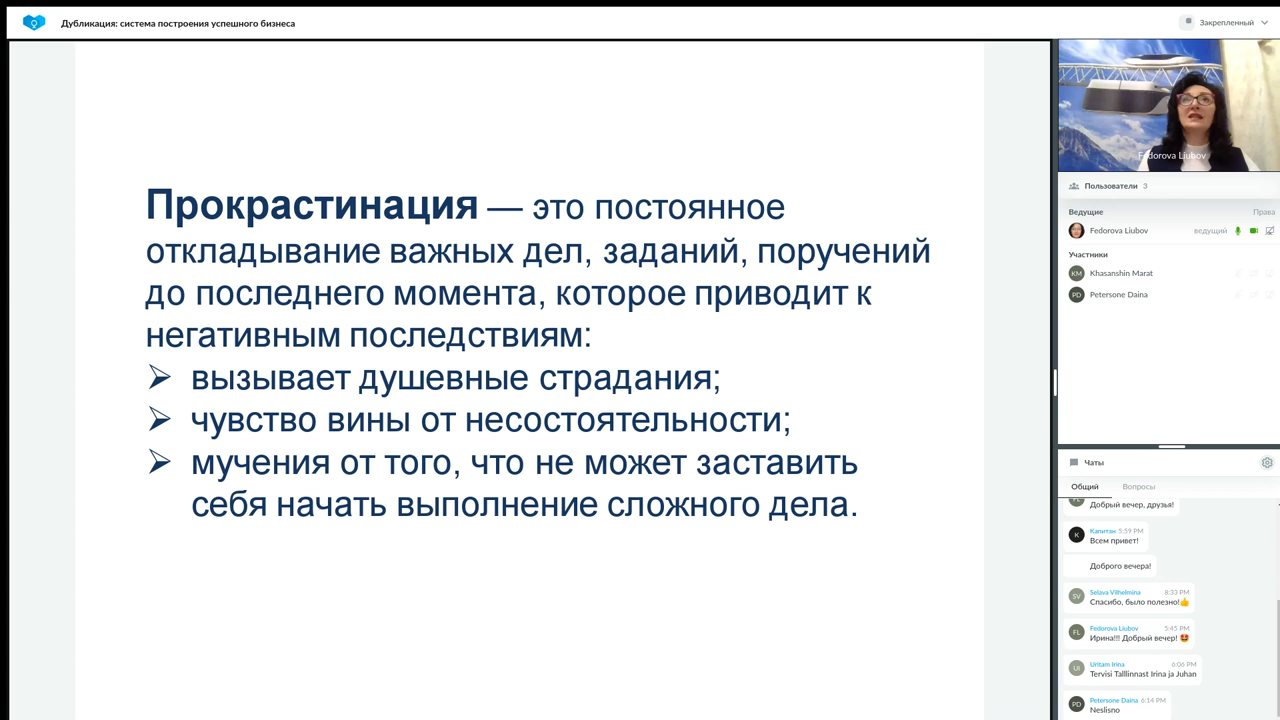 Дубликация: система построения успешного бизнеса
Закрепленный
Прокрастинация — это постоянное
откладывание важных дел, заданий, поручений
до последнего момента, которое приводит к
негативным последствиям:
➢ вызывает душевные страдания;
➢ чувство вины от несостоятельности;
➢ мучения от того, что не может заставить
себя начать выполнение сложного дела.
Fedorova Liubov
Пользователи 3
Ведущие Права
Fedorova Liubov ведущий
Участники
KM Khasanshin Marat
PD Petersone Daina
Чаты
Общий Вопросы
Добрый вечер, друзья!
K Капитан 5:59 PM
Всем привет!
Доброго вечера!
SV Selava Vilhelmina 8:33 PM
Спасибо, было полезно!👍
FL Fedorova Liubov 5:45 PM
Ирина!!! Добрый вечер! 🤩
UI Uritam Irina 6:06 PM
Tervisi Talllinnast Irina ja Juhan
PD Petersone Daina 6:14 PM
Neslisno